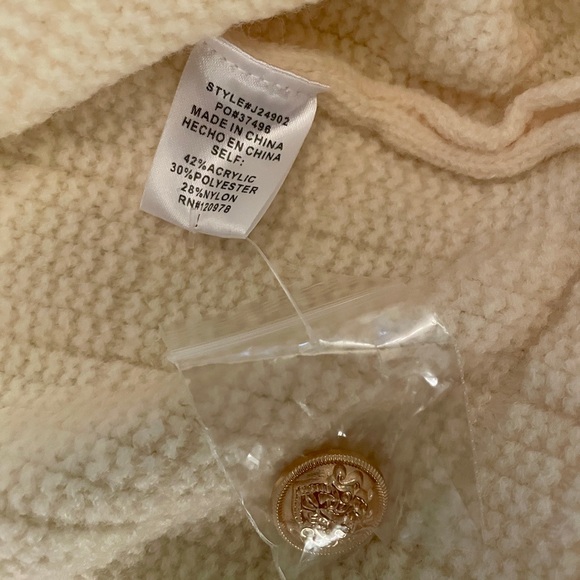 STYLE#J24902
PO#37496
MADE IN CHINA
HECHO EN CHINA
SELF:
42%ACRYLIC
30%POLYESTER
28%NYLON
RN#120978